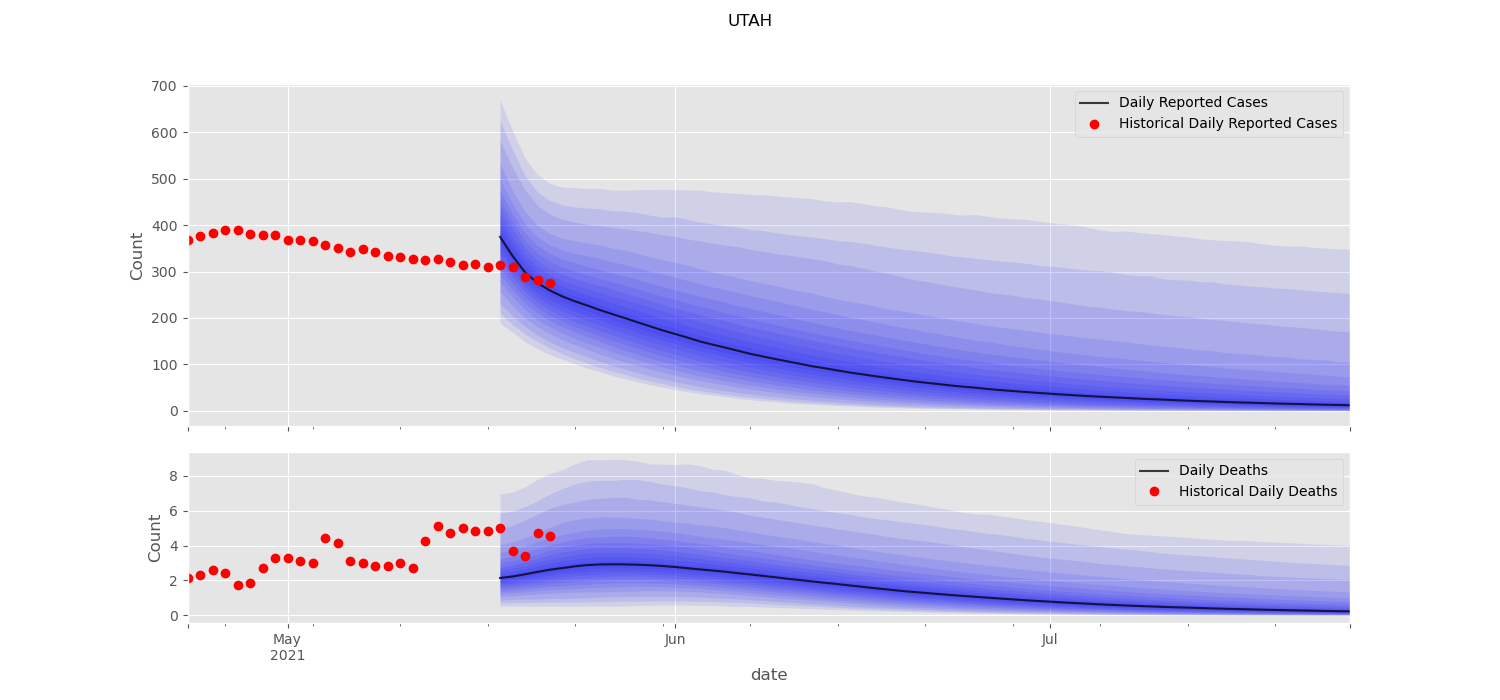 UTAH
700
600
500
400
300
200
100
0
Count
Daily Reported Cases
Historical Daily Reported Cases
8
6
4
2
0
Count
Daily Deaths
Historical Daily Deaths
May
2021
Jun
Jul
date